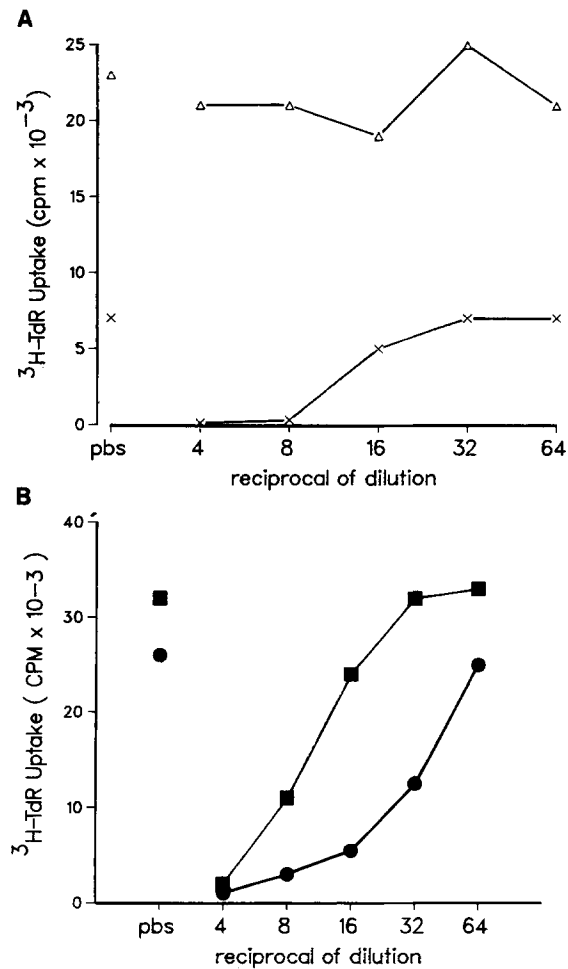 A
25
20
15
10
5
0
³H-TdR Uptake (cpm x 10⁻³)
pbs 4 8 16 32 64
reciprocal of dilution
B
40
30
20
10
0
³H-TdR Uptake ( CPM x 10-3 )
pbs 4 8 16 32 64
reciprocal of dilution